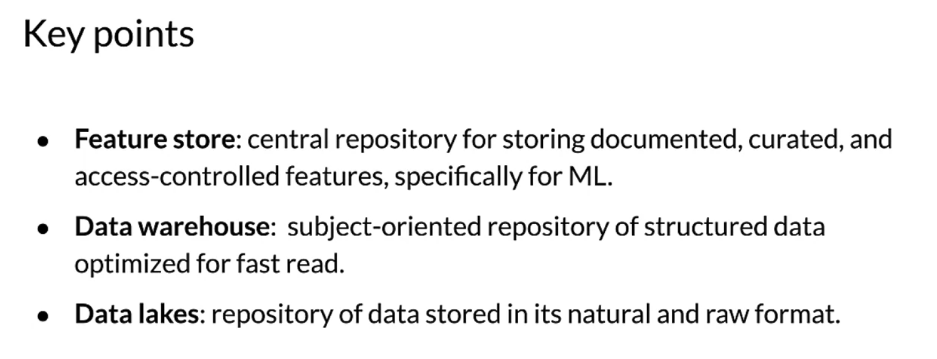 Key points
● Feature store: central repository for storing documented, curated, and
access-controlled features, specifically for ML.
● Data warehouse: subject-oriented repository of structured data
optimized for fast read.
● Data lakes: repository of data stored in its natural and raw format.